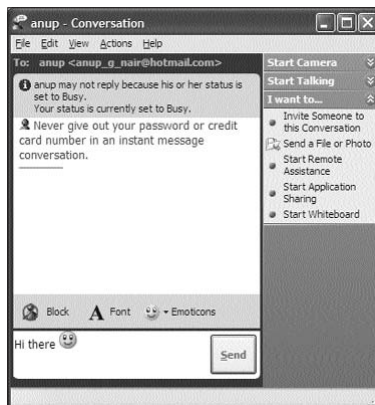 anup - Conversation
File Edit View Actions Help
To: anup <anup_g_nair@hotmail.com>
anup may not reply because his or her status is
set to Busy.
Your status is currently set to Busy.
Never give out your password or credit
card number in an instant message
conversation.
Block Font Emoticons
Hi there
Send
Start Camera
Start Talking
I want to...
Invite Someone to
this Conversation
Send a File or Photo
Start Remote
Assistance
Start Application
Sharing
Start Whiteboard